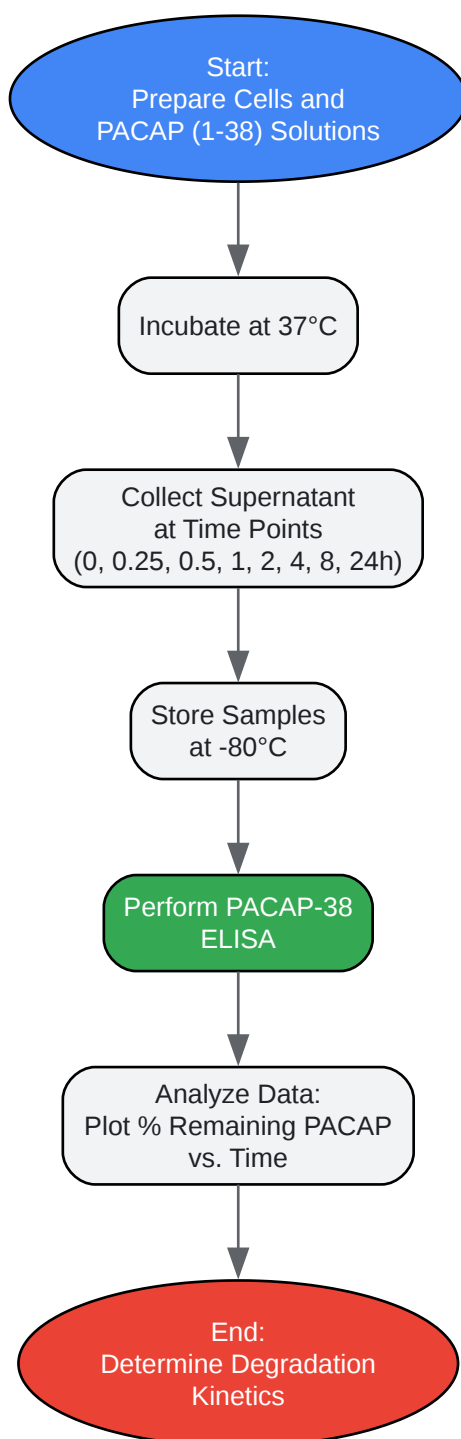 Start:
Prepare Cells and
PACAP (1-38) Solutions
Incubate at 37°C
Collect Supernatant
at Time Points
(0, 0.25, 0.5, 1, 2, 4, 8, 24h)
Store Samples
at -80°C
Perform PACAP-38
ELISA
Analyze Data:
Plot % Remaining PACAP
vs. Time
End:
Determine Degradation
Kinetics